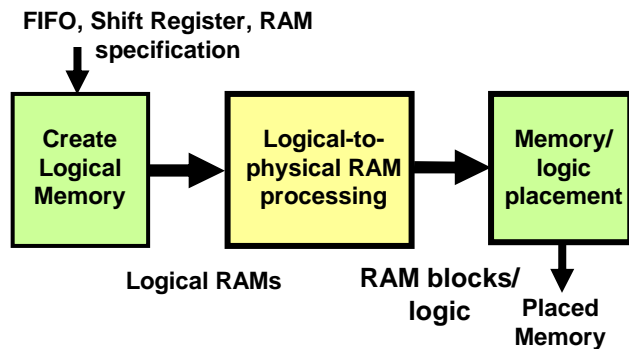 FIFO, Shift Register, RAM
specification
Create
Logical
Memory
Logical-to-
physical RAM
processing
Memory/
logic
placement
Logical RAMs
RAM blocks/
logic
Placed
Memory